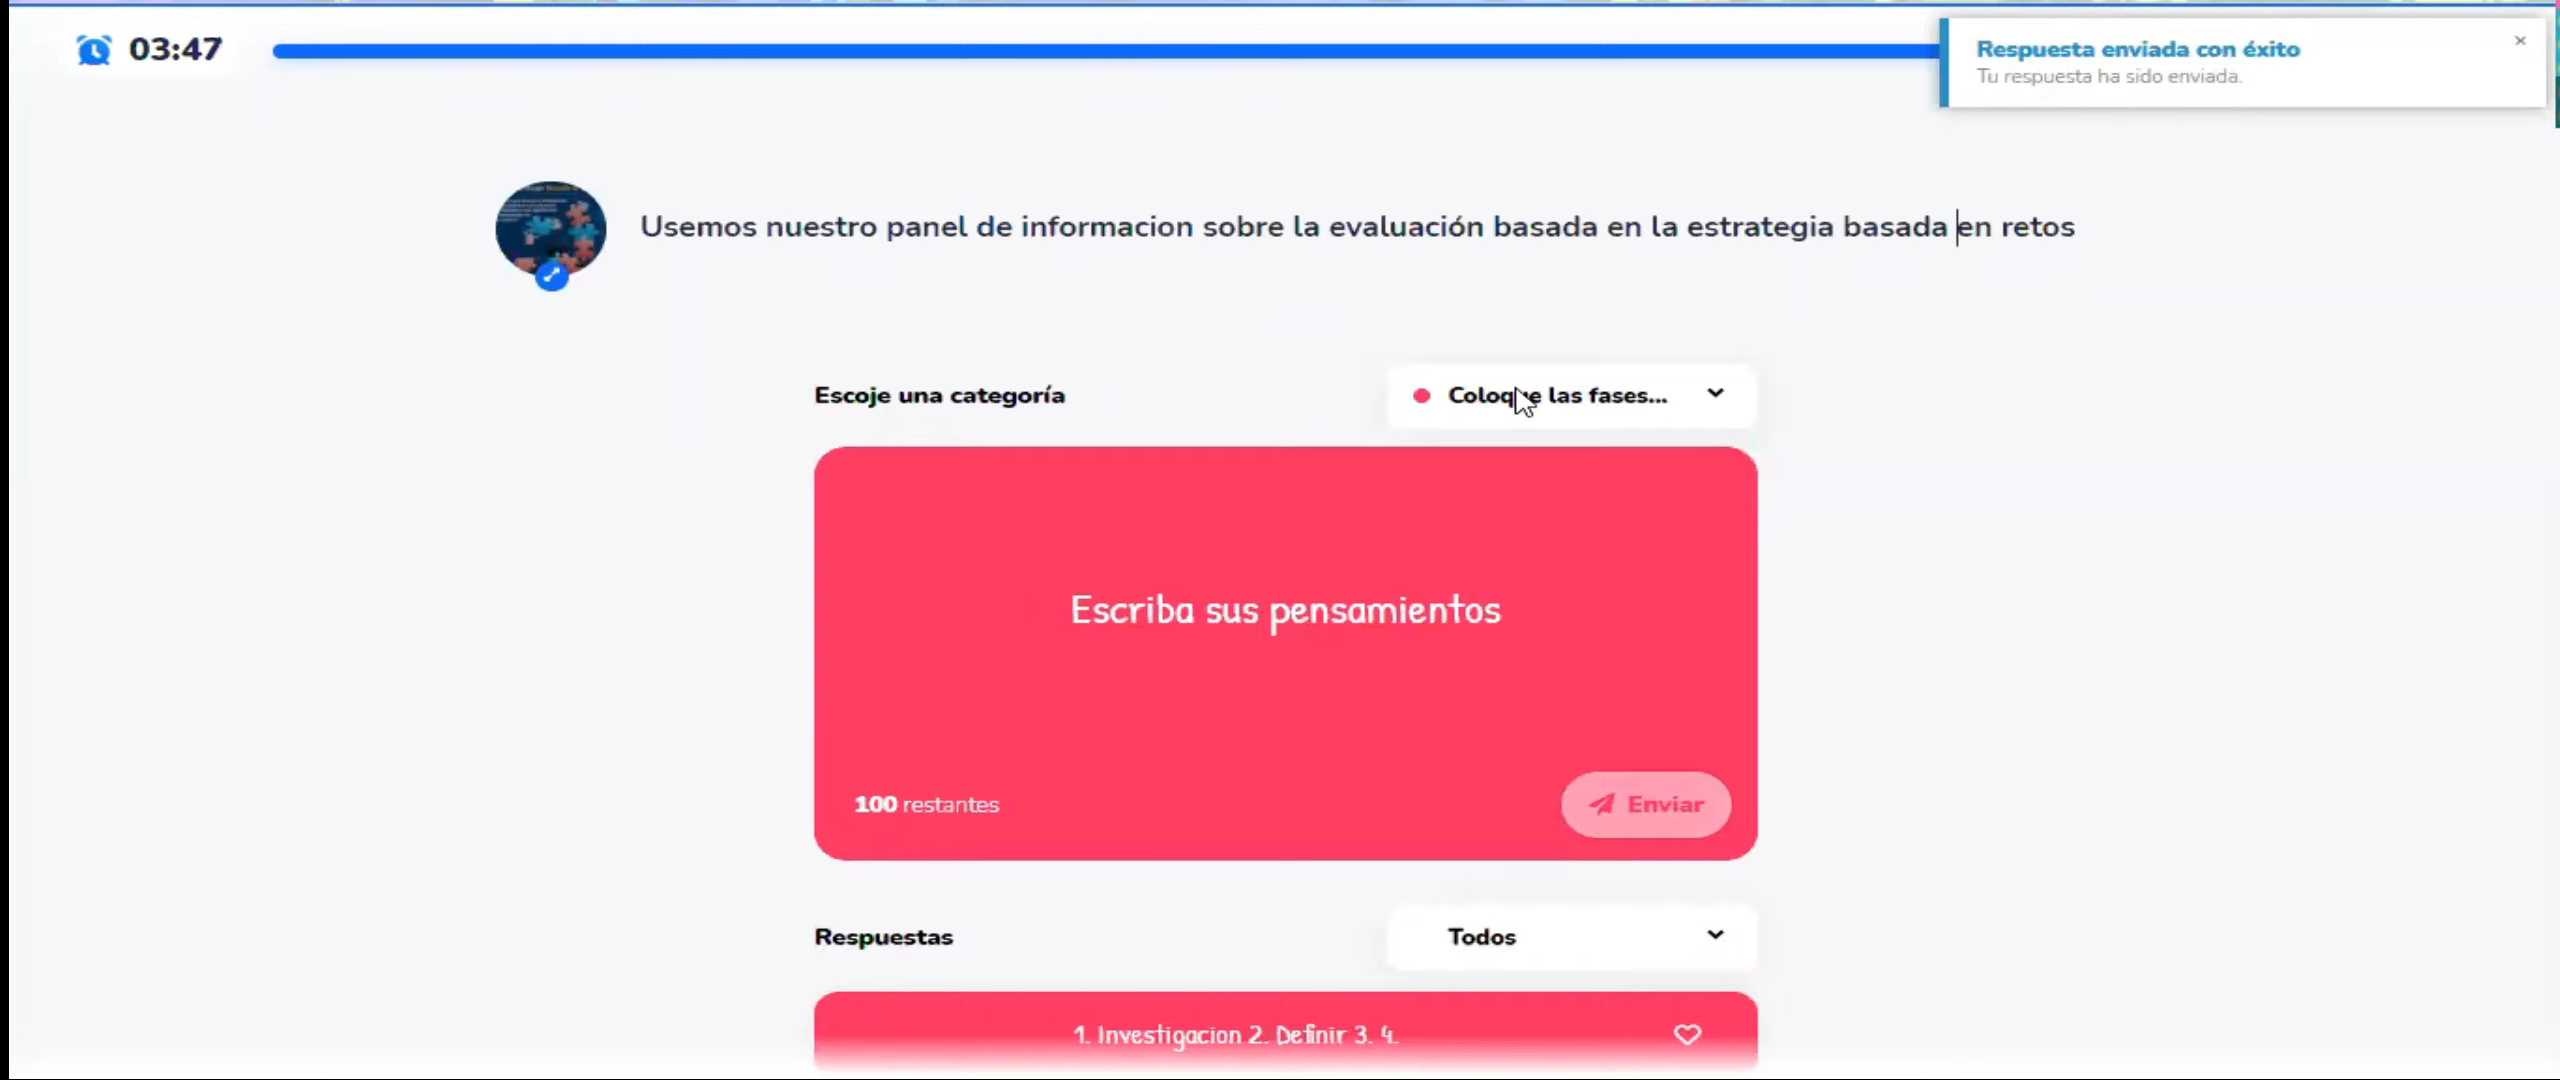 03:47
Respuesta enviada con éxito
Tu respuesta ha sido enviada.
Usemos nuestro panel de informacion sobre la evaluación basada en la estrategia basada en retos
Escoje una categoría
Coloque las fases...
Escriba sus pensamientos
100 restantes
Enviar
Respuestas
Todos
1. Investigacion 2. Definir 3. 4.